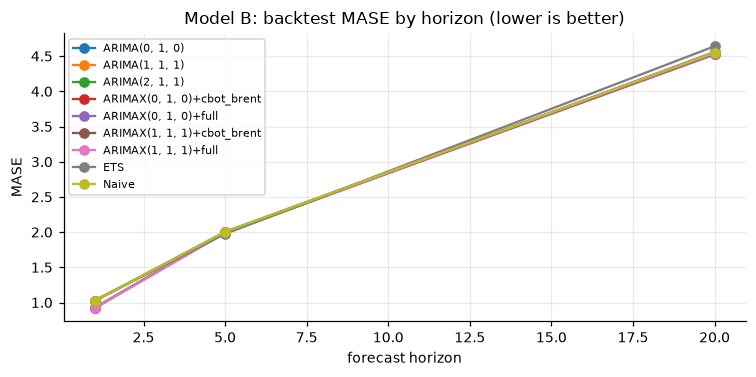 Model B: backtest MASE by horizon (lower is better)
ARIMA(0, 1, 0)
ARIMA(1, 1, 1)
ARIMA(2, 1, 1)
ARIMAX(0, 1, 0)+cbot_brent
ARIMAX(0, 1, 0)+full
ARIMAX(1, 1, 1)+cbot_brent
ARIMAX(1, 1, 1)+full
ETS
Naive
MASE
4.5
4.0
3.5
3.0
2.5
2.0
1.5
1.0
2.5 5.0 7.5 10.0 12.5 15.0 17.5 20.0
forecast horizon